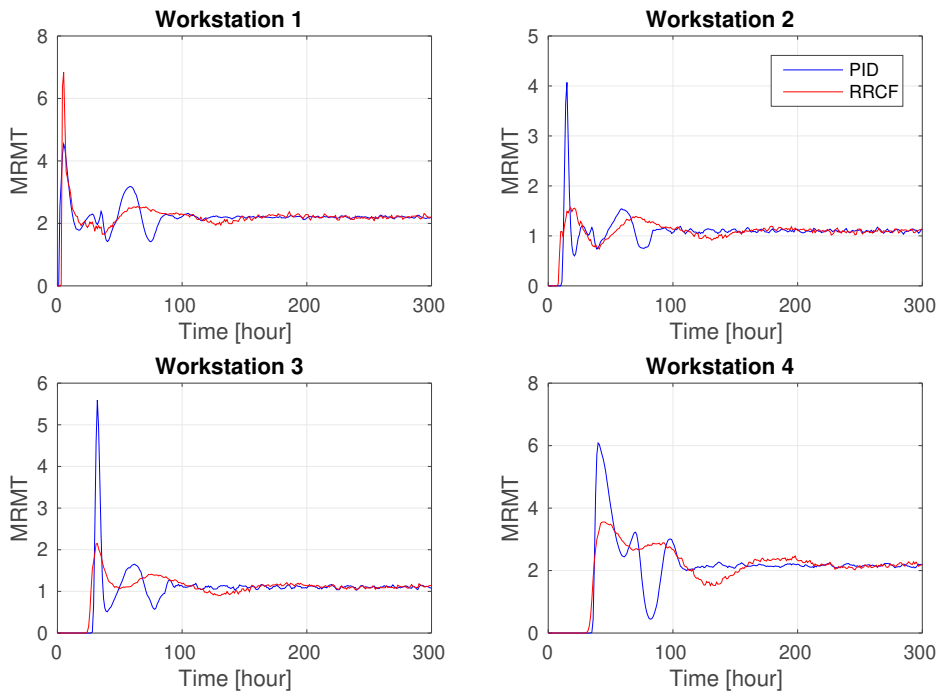 Workstation 1
8
6
4
2
0
MRMT
0 100 200 300
Time [hour]
Workstation 2
5
4
3
2
1
0
MRMT
PID
RRCF
0 100 200 300
Time [hour]
Workstation 3
6
5
4
3
2
1
0
MRMT
0 100 200 300
Time [hour]
Workstation 4
8
6
4
2
0
MRMT
0 100 200 300
Time [hour]